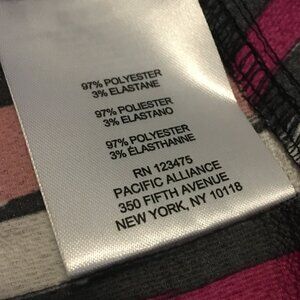 97% POLYESTER
3% ELASTANE
97% POLIESTER
3% ELASTANO
97% POLYESTER
3% ÉLASTHANNE
RN 123475
PACIFIC ALLIANCE
350 FIFTH AVENUE
NEW YORK, NY 10118